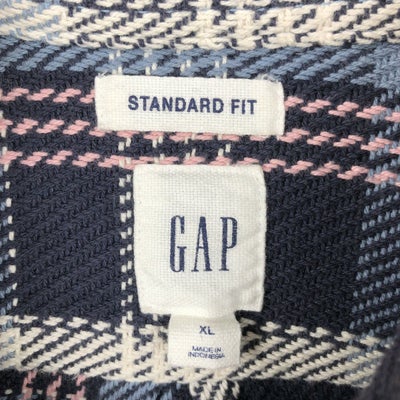 STANDARD FIT
GAP
XL
MADE IN
INDONESIA